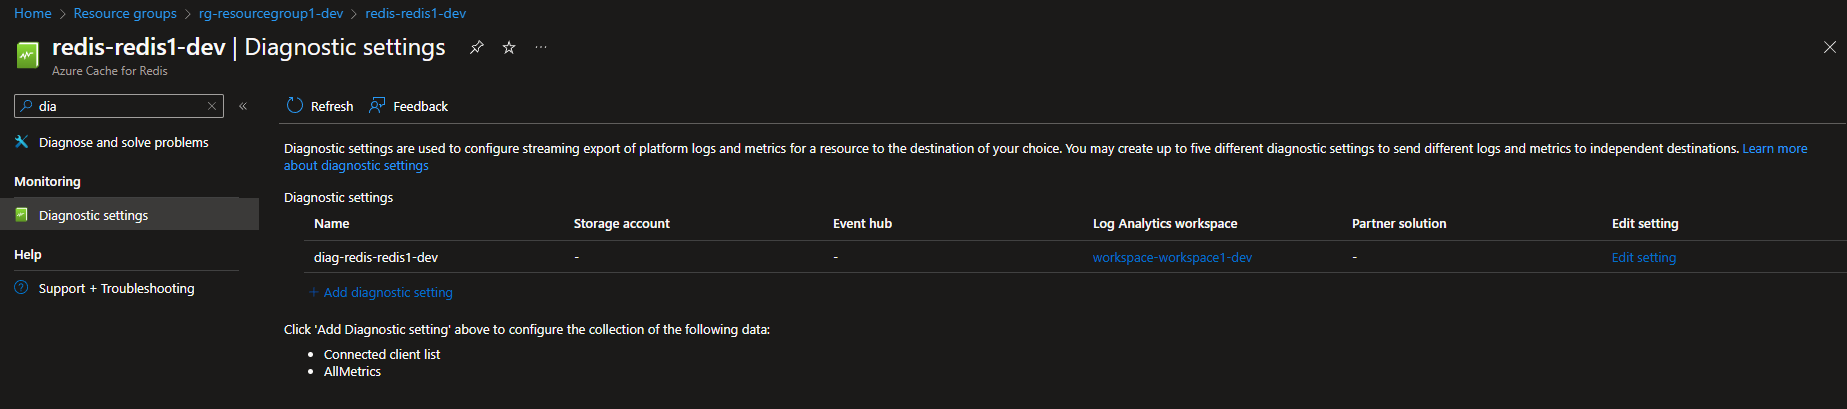 Home > Resource groups > rg-resourcegroup1-dev > redis-redis1-dev
redis-redis1-dev | Diagnostic settings
Azure Cache for Redis
dia
Diagnose and solve problems
Monitoring
Diagnostic settings
Help
Support + Troubleshooting
Refresh Feedback
Diagnostic settings are used to configure streaming export of platform logs and metrics for a resource to the destination of your choice. You may create up to five different diagnostic settings to send different logs and metrics to independent destinations. Learn more
about diagnostic settings
Diagnostic settings
Name Storage account Event hub Log Analytics workspace Partner solution Edit setting
diag-redis-redis1-dev - - workspace-workspace1-dev - Edit setting
+ Add diagnostic setting
Click 'Add Diagnostic setting' above to configure the collection of the following data:
• Connected client list
• AllMetrics